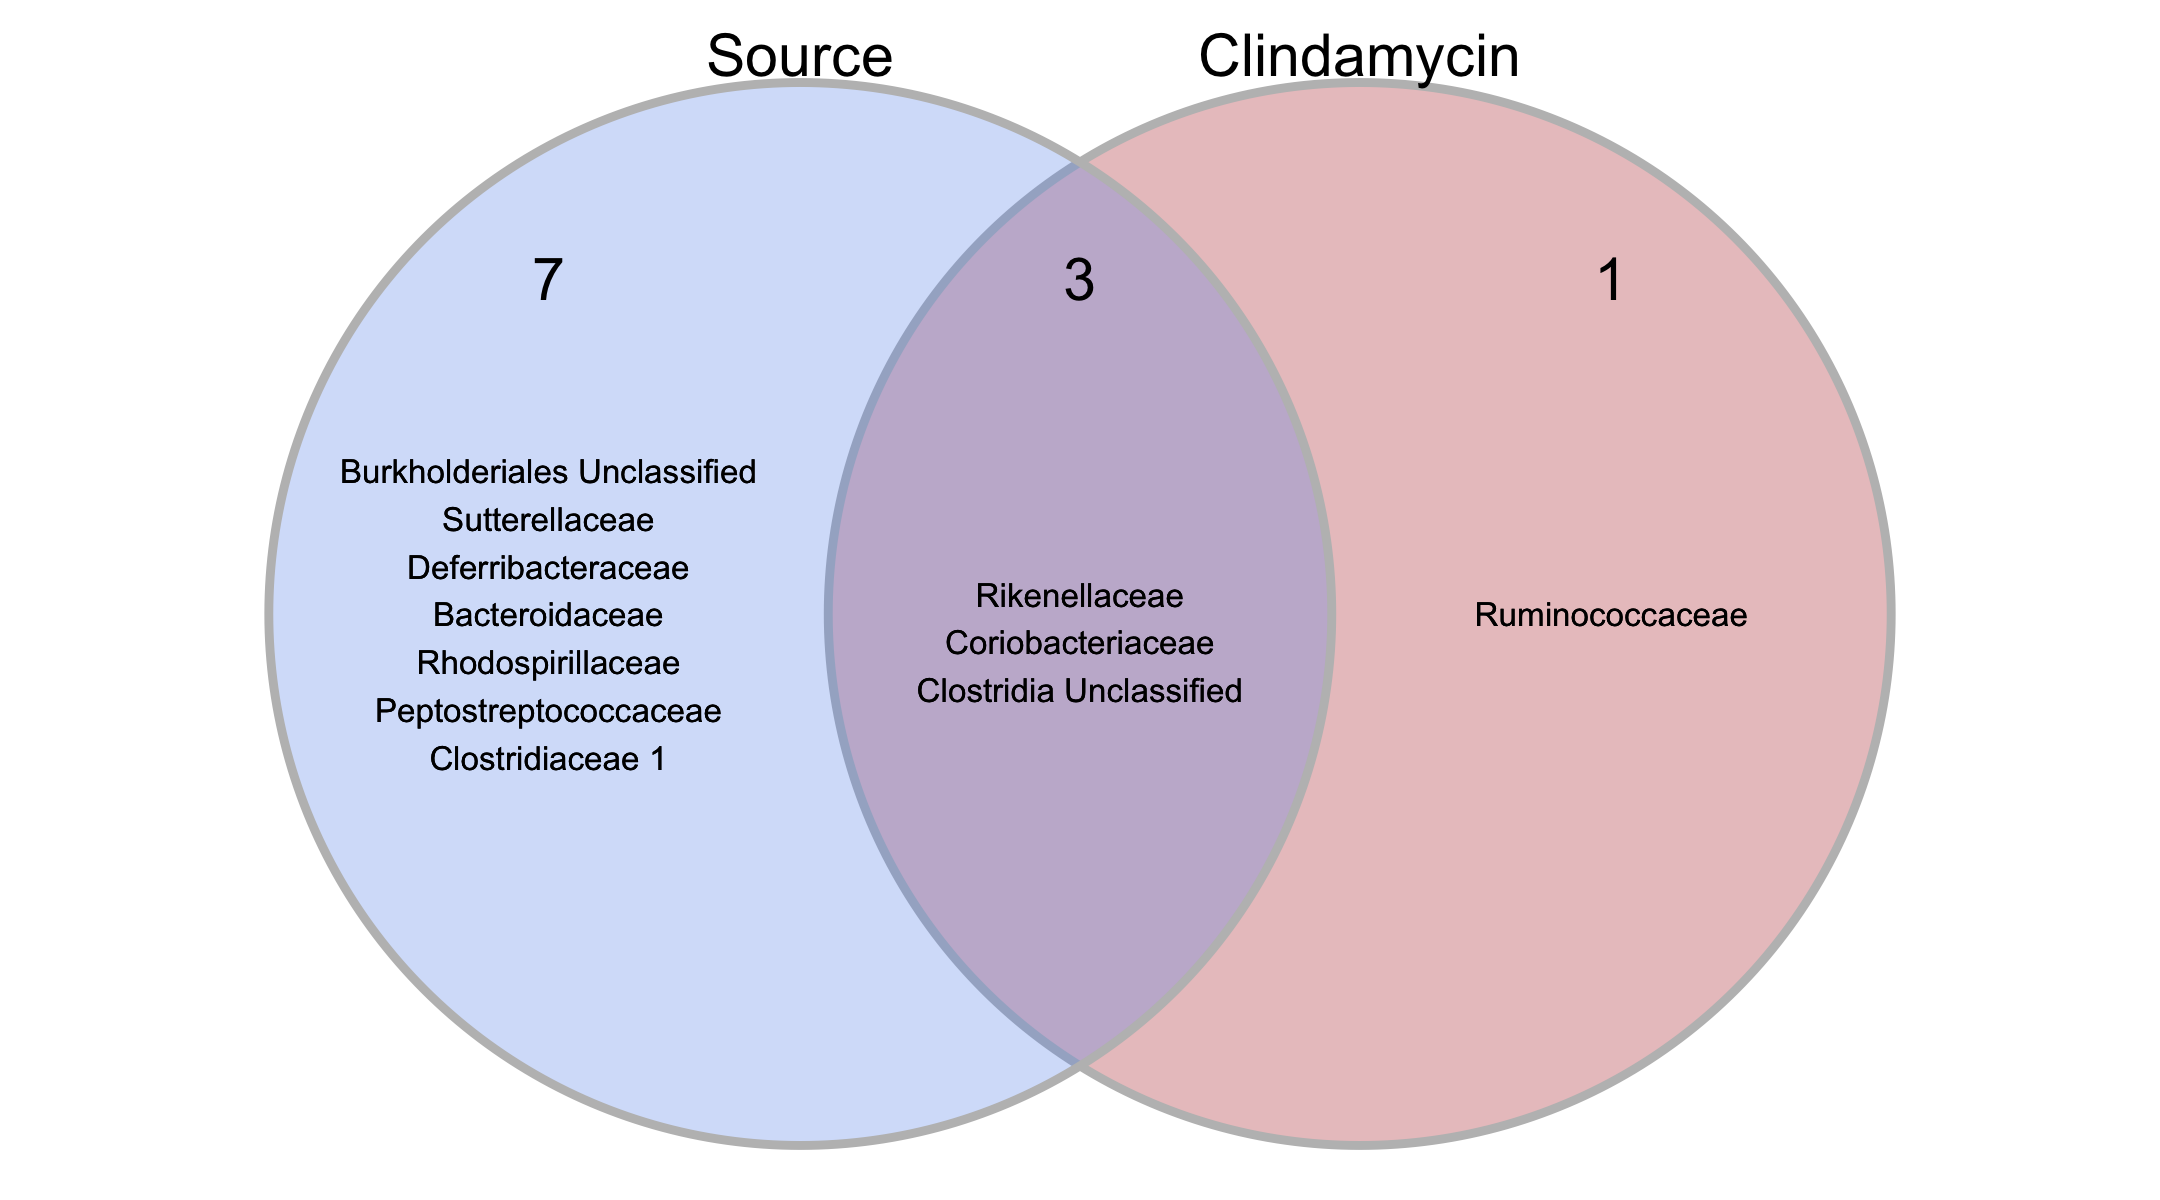 Source
Clindamycin
7
3
1
Burkholderiales Unclassified
Sutterellaceae
Deferribacteraceae
Bacteroidaceae
Rhodospirillaceae
Peptostreptococcaceae
Clostridiaceae 1
Rikenellaceae
Coriobacteriaceae
Clostridia Unclassified
Ruminococcaceae